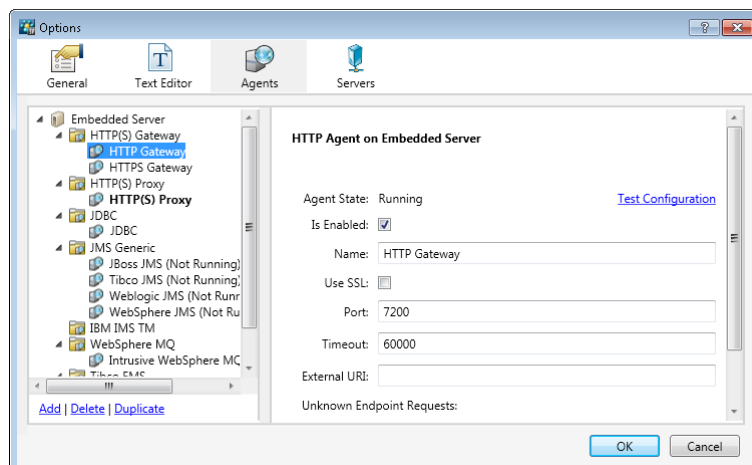 Options
General
Text Editor
Agents
Servers
Embedded Server
HTTP(S) Gateway
HTTP Gateway
HTTPS Gateway
HTTP(S) Proxy
HTTP(S) Proxy
JDBC
JDBC
JMS Generic
JBoss JMS (Not Running)
Tibco JMS (Not Running)
Weblogic JMS (Not Runr
WebSphere JMS (Not Ru
IBM IMS TM
WebSphere MQ
Intrusive WebSphere MQ
Tibco EMS
Add | Delete | Duplicate
HTTP Agent on Embedded Server
Agent State: Running
Test Configuration
Is Enabled:
Name: HTTP Gateway
Use SSL:
Port: 7200
Timeout: 60000
External URI:
Unknown Endpoint Requests:
OK
Cancel